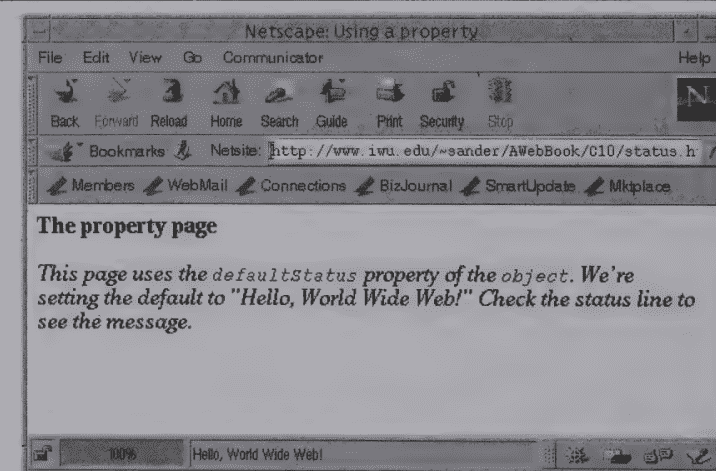 Netscape: Using a property
File Edit View Go Communicator Help
Back Forward Reload Home Search Guide Print Security Stop
N
Bookmarks Netsite: http://www.iwu.edu/~sander/AWebBook/C10/status.h
Members WebMail Connections BizJournal SmartUpdate Mktplace
The property page
This page uses the defaultStatus property of the object. We're
setting the default to "Hello, World Wide Web!" Check the status line to
see the message.
100% Hello, World Wide Web!